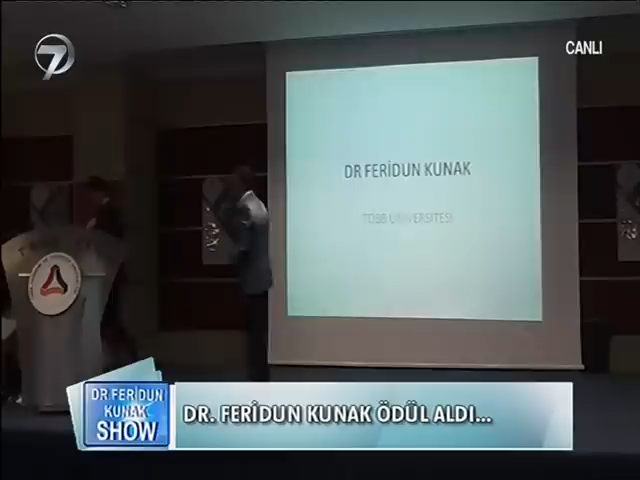 7
CANLI
DR FERİDUN KUNAK
TOBB ÜNİVERSİTESİ
DR FERİDUN
KUNAK
SHOW
DR. FERİDUN KUNAK ÖDÜL ALDI...